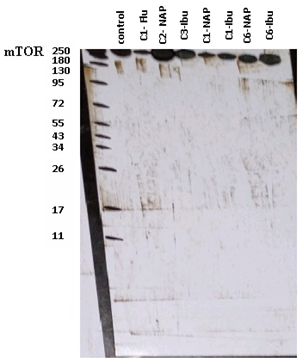 control
C1- Flu
C2- NAP
C3-Ibu
C1-NAP
C1-Ibu
C6-NAP
C6-Ibu
mTOR
250
180
130
95
72
55
43
34
26
17
11